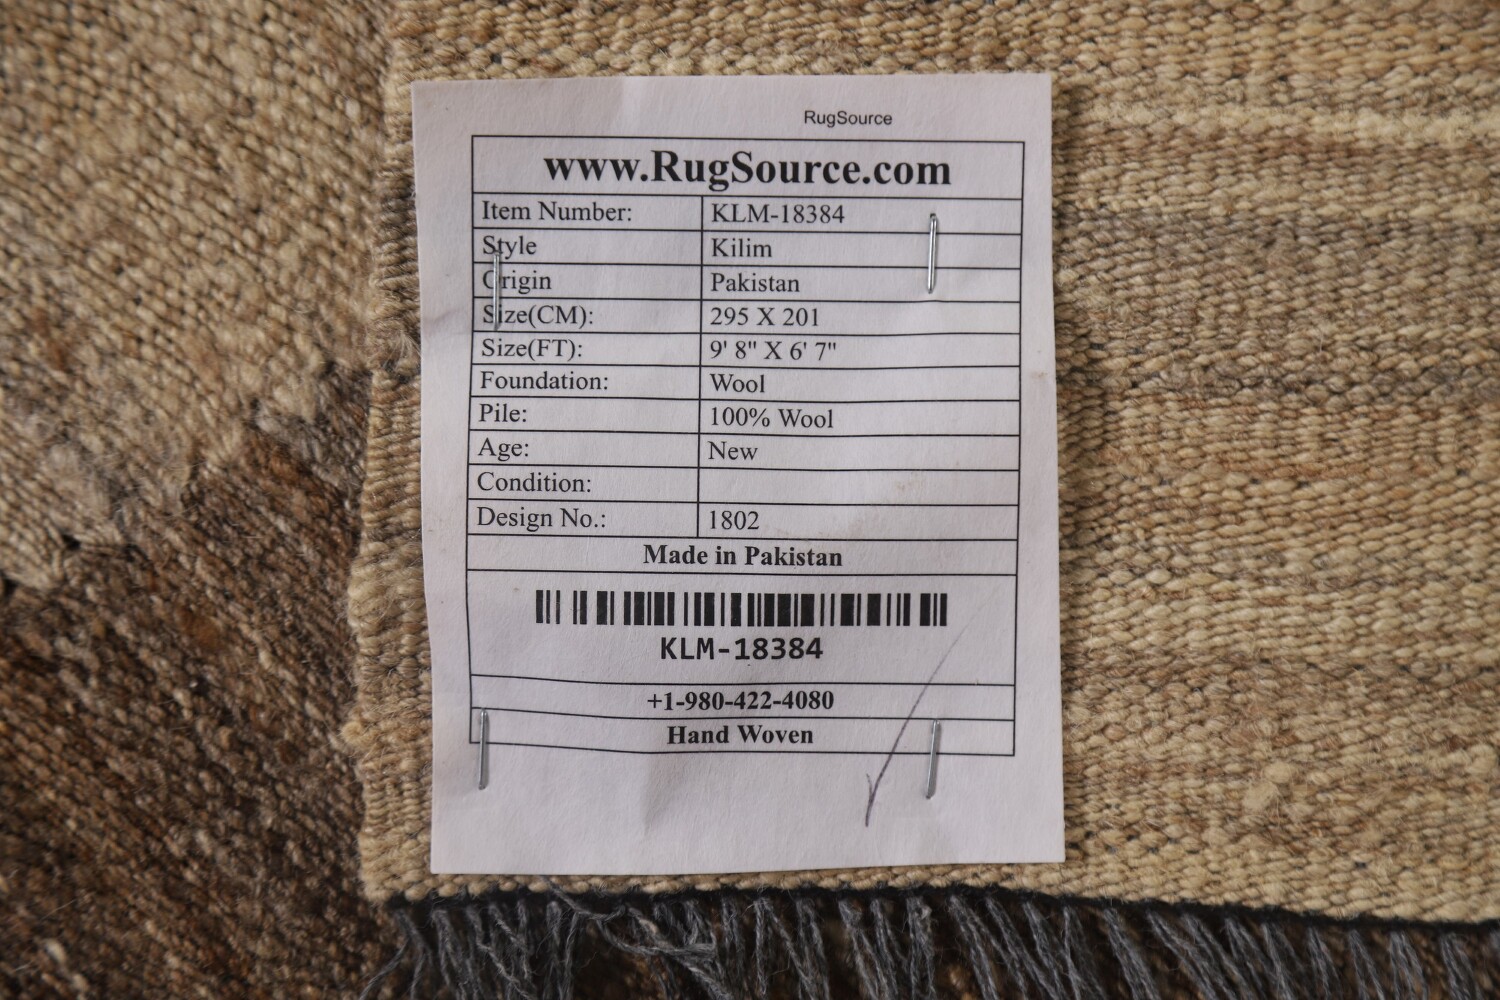 RugSource
www.RugSource.com
Item Number: KLM-18384
Style Kilim
Origin Pakistan
Size(CM): 295 X 201
Size(FT): 9' 8" X 6' 7"
Foundation: Wool
Pile: 100% Wool
Age: New
Condition:
Design No.: 1802
Made in Pakistan
KLM-18384
+1-980-422-4080
Hand Woven